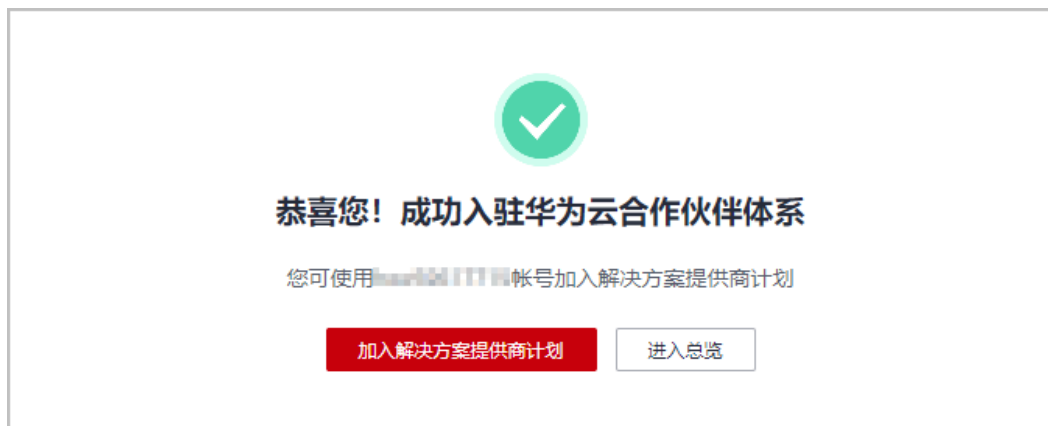 恭喜您！成功入驻华为云合作伙伴体系
您可使用帐号加入解决方案提供商计划
加入解决方案提供商计划
进入总览